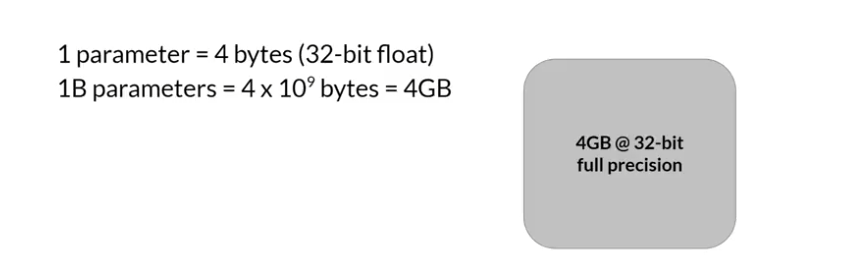 1 parameter = 4 bytes (32-bit float)
1B parameters = 4 x 10⁹ bytes = 4GB
4GB @ 32-bit
full precision